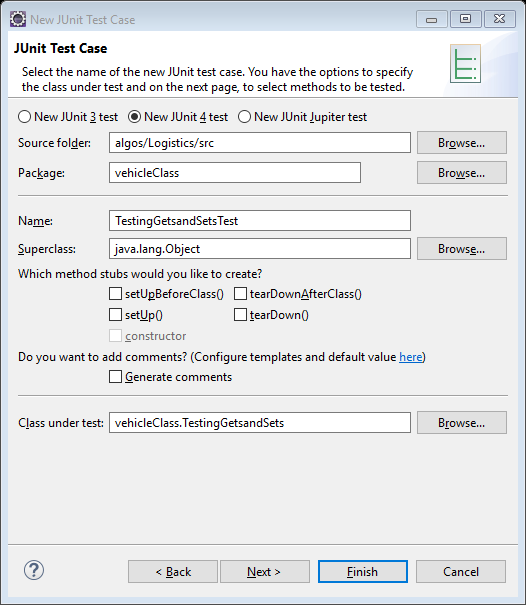 New JUnit Test Case
JUnit Test Case
Select the name of the new JUnit test case. You have the options to specify
the class under test and on the next page, to select methods to be tested.
New JUnit 3 test New JUnit 4 test New JUnit Jupiter test
Source folder: algos/Logistics/src Browse...
Package: vehicleClass Browse...
Name: TestingGetsandSetsTest
Superclass: java.lang.Object Browse...
Which method stubs would you like to create?
setUpBeforeClass() tearDownAfterClass()
setUp() tearDown()
constructor
Do you want to add comments? (Configure templates and default value here)
Generate comments
Class under test: vehicleClass.TestingGetsandSets Browse...
? < Back Next > Finish Cancel